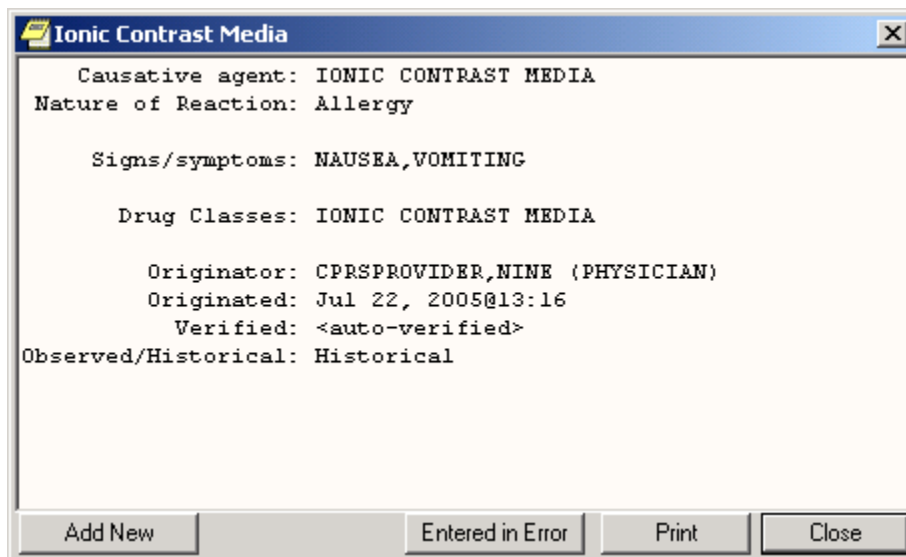 Ionic Contrast Media
Causative agent: IONIC CONTRAST MEDIA
Nature of Reaction: Allergy
Signs/symptoms: NAUSEA,VOMITING
Drug Classes: IONIC CONTRAST MEDIA
Originator: CPRSPROVIDER,NINE (PHYSICIAN)
Originated: Jul 22, 2005@13:16
Verified: <auto-verified>
Observed/Historical: Historical
Add New Entered in Error Print Close